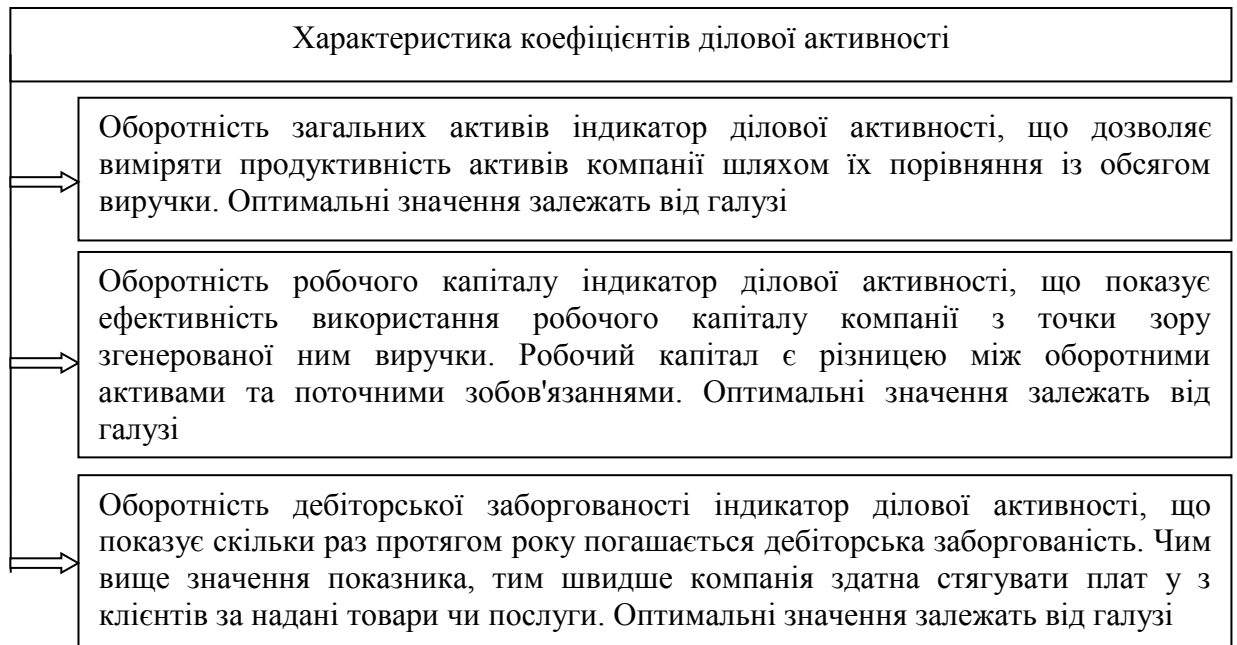 Характеристика коефіцієнтів ділової активності
Оборотність загальних активів індикатор ділової активності, що дозволяє
виміряти продуктивність активів компанії шляхом їх порівняння із обсягом
виручки. Оптимальні значення залежать від галузі
Оборотність робочого капіталу індикатор ділової активності, що показує
ефективність використання робочого капіталу компанії з точки зору
згенерованої ним виручки. Робочий капітал є різницею між оборотними
активами та поточними зобов'язаннями. Оптимальні значення залежать від
галузі
Оборотність дебіторської заборгованості індикатор ділової активності, що
показує скільки раз протягом року погашається дебіторська заборгованість. Чим
вище значення показника, тим швидше компанія здатна стягувати плат у з
клієнтів за надані товари чи послуги. Оптимальні значення залежать від галузі